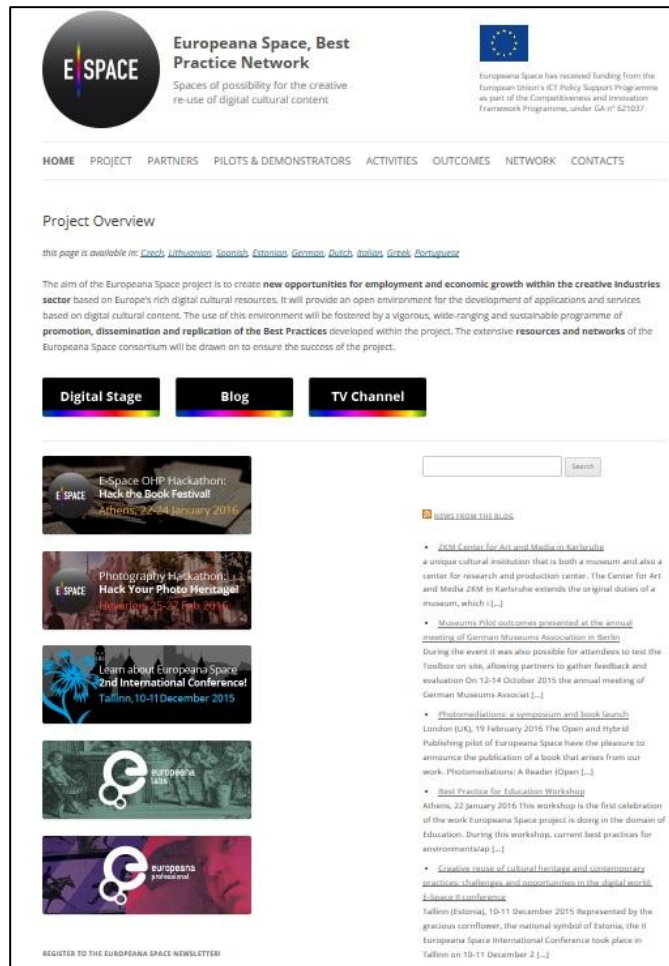 E SPACE
Europeana Space, Best
Practice Network
Spaces of possibility for the creative
re-use of digital cultural content
Europeana Space has received funding from the
European Union's ICT Policy Support Programme
as part of the Competitiveness and Innovation
Framework Programme, under GA n° 621037
HOME PROJECT PARTNERS PILOTS & DEMONSTRATORS ACTIVITIES OUTCOMES NETWORK CONTACTS
Project Overview
this page is available in: Czech, Lithuanian, Spanish, Estonian, German, Dutch, Italian, Greek, Portuguese
The aim of the Europeana Space project is to create new opportunities for employment and economic growth within the creative industries
sector based on Europe's rich digital cultural resources. It will provide an open environment for the development of applications and services
based on digital cultural content. The use of this environment will be fostered by a vigorous, wide-ranging and sustainable programme of
promotion, dissemination and replication of the Best Practices developed within the project. The extensive resources and networks of the
Europeana Space consortium will be drawn on to ensure the success of the project.
Digital Stage Blog TV Channel
E SPACE
E-Space OHP Hackathon:
Hack the Book Festival!
Athens, 22-24 January 2016
E SPACE
Photography Hackathon:
Hack Your Photo Heritage!
Heverlee 25-27 Feb 2016
Learn about Europeana Space
2nd International Conference!
Tallinn, 10-11 December 2015
europeana
labs
europeana
professional
REGISTER TO THE EUROPEANA SPACE NEWSLETTER!
Search
NEWS FROM THE BLOG
• ZKM Center for Art and Media in Karlsruhe
a unique cultural institution that is both a museum and also a
center for research and production center. The Center for Art
and Media ZKM in Karlsruhe extends the original duties of a
museum, which i [...]
• Museums Pilot outcomes presented at the annual
meeting of German Museums Association in Berlin
During the event it was also possible for attendees to test the
Toolbox on site, allowing partners to gather feedback and
evaluation On 12-14 October 2015 the annual meeting of
German Museums Associat [...]
• Photomediations: a symposium and book launch
London (UK), 19 February 2016 The Open and Hybrid
Publishing pilot of Europeana Space have the pleasure to
announce the publication of a book that arises from our
work. Photomediations: A Reader (Open [...]
• Best Practice for Education Workshop
Athens, 22 January 2016 This workshop is the first celebration
of the work Europeana Space project is doing in the domain of
Education. During this workshop, current best practices for
environments/ap [...]
• Creative reuse of cultural heritage and contemporary
practices: challenges and opportunities in the digital world:
E-Space II conference
Tallinn (Estonia), 10-11 December 2015 Represented by the
gracious cornflower, the national symbol of Estonia, the II
European Space International Conference took place in
Tallinn on 10-11 December 2 [...]